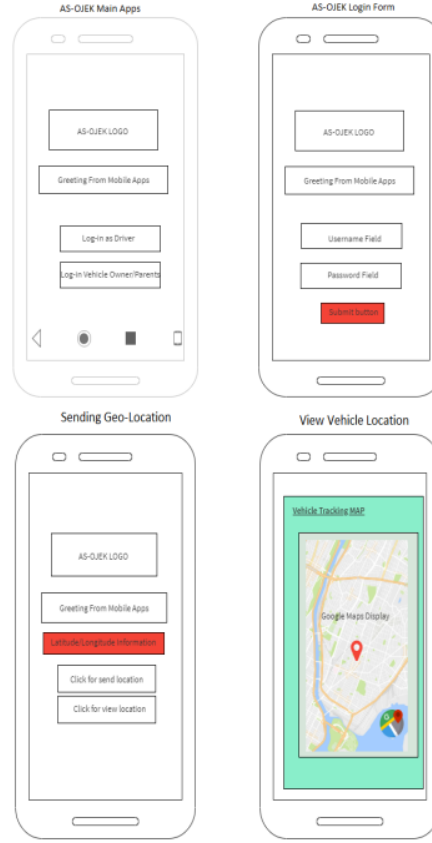 AS-OJEK Main Apps
AS-OJEK LOGO
Greeting From Mobile Apps
Log-in as Driver
Log-in Vehicle Owner/Parents
AS-OJEK Login Form
AS-OJEK LOGO
Greeting From Mobile Apps
Username Field
Password Field
Submit button
Sending Geo-Location
AS-OJEK LOGO
Greeting From Mobile Apps
Latitude/Longitude Information
Click for send location
Click for view location
View Vehicle Location
Vehicle Tracking MAP
Google Maps Display
G